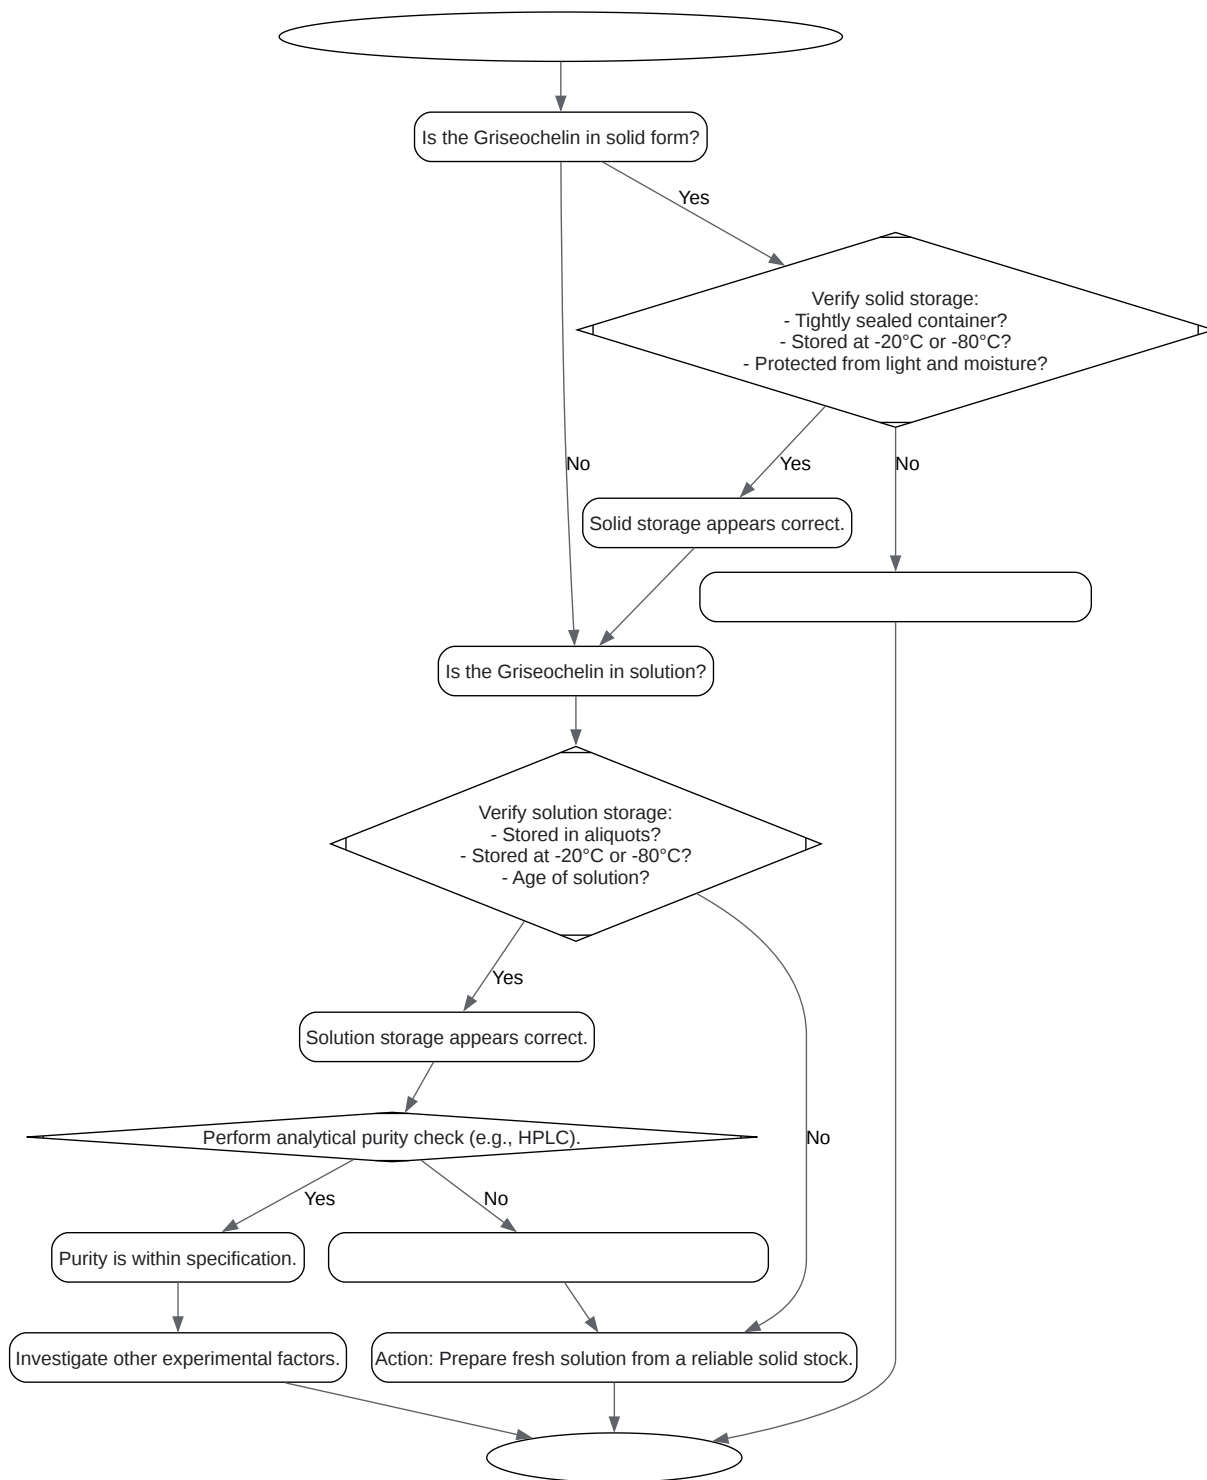 Is the Griseochelin in solid form?
Yes
Verify solid storage:
- Tightly sealed container?
- Stored at -20°C or -80°C?
- Protected from light and moisture?
No
Yes
No
Solid storage appears correct.
Is the Griseochelin in solution?
Verify solution storage:
- Stored in aliquots?
- Stored at -20°C or -80°C?
- Age of solution?
Yes
Solution storage appears correct.
Perform analytical purity check (e.g., HPLC).
No
Yes
No
Purity is within specification.
Investigate other experimental factors.
Action: Prepare fresh solution from a reliable solid stock.